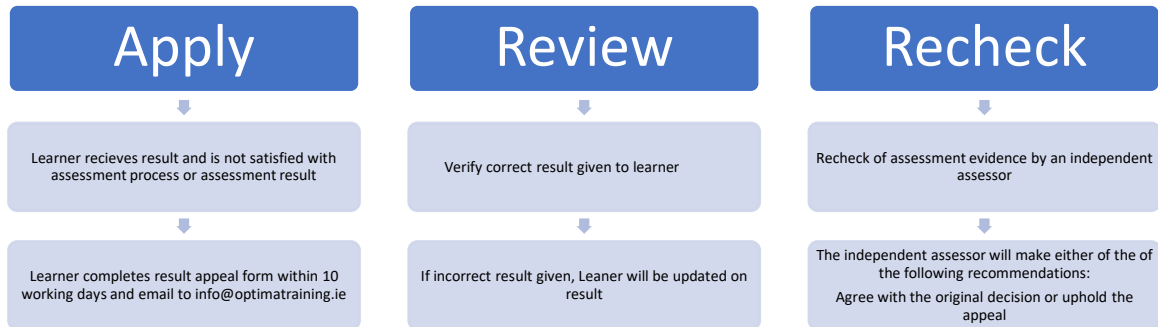 Apply
Learner recieves result and is not satisfied with
assessment process or assessment result
Learner completes result appeal form within 10
working days and email to info@optimatraining.ie
Review
Verify correct result given to learner
If incorrect result given, Leaner will be updated on
result
Recheck
Recheck of assessment evidence by an independent
assessor
The independent assessor will make either of the of
the following recommendations:
Agree with the original decision or uphold the
appeal